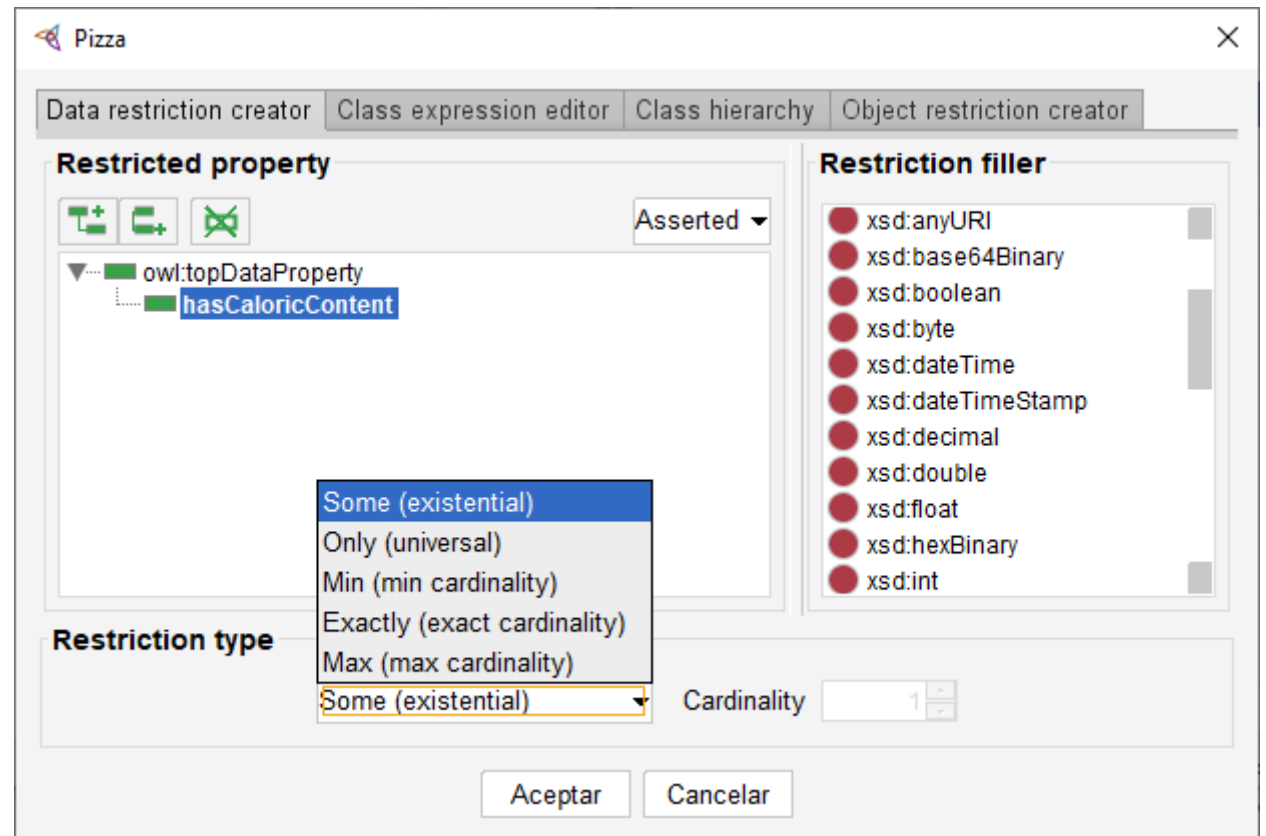 Pizza
Data restriction creator
Class expression editor
Class hierarchy
Object restriction creator
Restricted property
Asserted
owl:topDataProperty
hasCaloricContent
Restriction filler
xsd:anyURI
xsd:base64Binary
xsd:boolean
xsd:byte
xsd:dateTime
xsd:dateTimeStamp
xsd:decimal
xsd:double
xsd:float
xsd:hexBinary
xsd:int
Restriction type
Some (existential)
Only (universal)
Min (min cardinality)
Exactly (exact cardinality)
Max (max cardinality)
Some (existential)
Cardinality
1
Aceptar
Cancelar